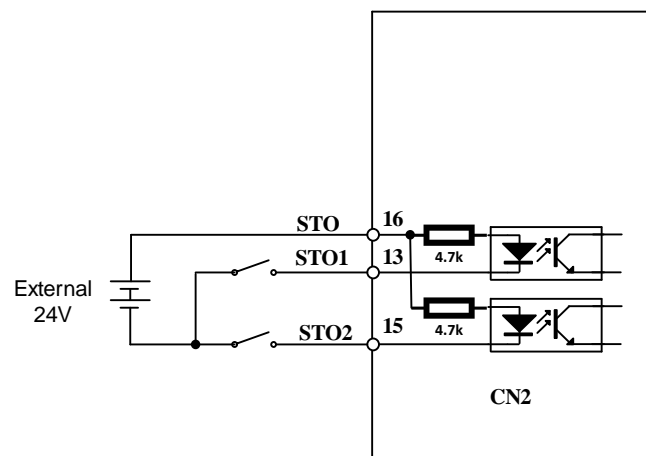 STO
16
4.7k
STO1
13
External
24V
STO2
15
4.7k
CN2